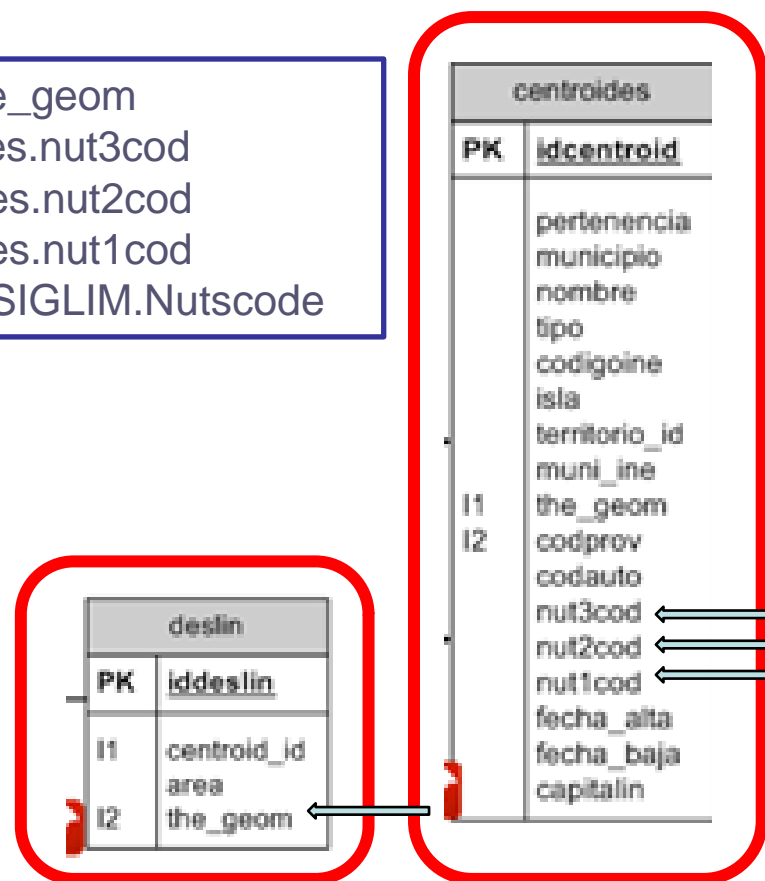 e_geom
es.nut3cod
es.nut2cod
es.nut1cod
SIGLIM.Nutscode
centroides
PK idcentroid
pertenencia
municipio
nombre
tipo
codigoine
isla
territorio_id
muni_ine
I1 the_geom
I2 codprov
codauto
nut3cod
nut2cod
nut1cod
fecha_alta
fecha_baja
capitalin
deslin
PK iddeslin
I1 centroid_id
area
I2 the_geom